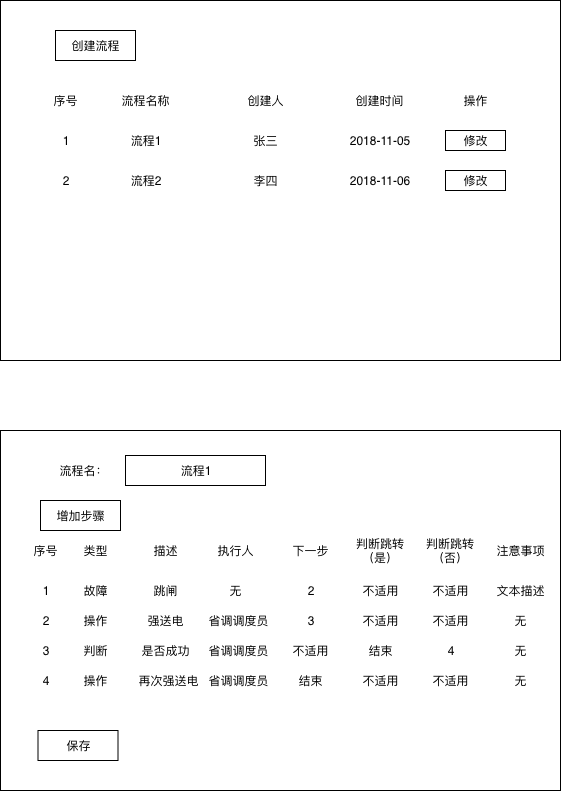 创建流程
序号 流程名称 创建人 创建时间 操作
1 流程1 张三 2018-11-05 修改
2 流程2 李四 2018-11-06 修改
流程名： 流程1
增加步骤
序号 类型 描述 执行人 下一步 判断跳转（是） 判断跳转（否） 注意事项
1 故障 跳闸 无 2 不适用 不适用 文本描述
2 操作 强送电 省调调度员 3 不适用 不适用 无
3 判断 是否成功 省调调度员 不适用 结束 4 无
4 操作 再次强送电 省调调度员 结束 不适用 不适用 无
保存